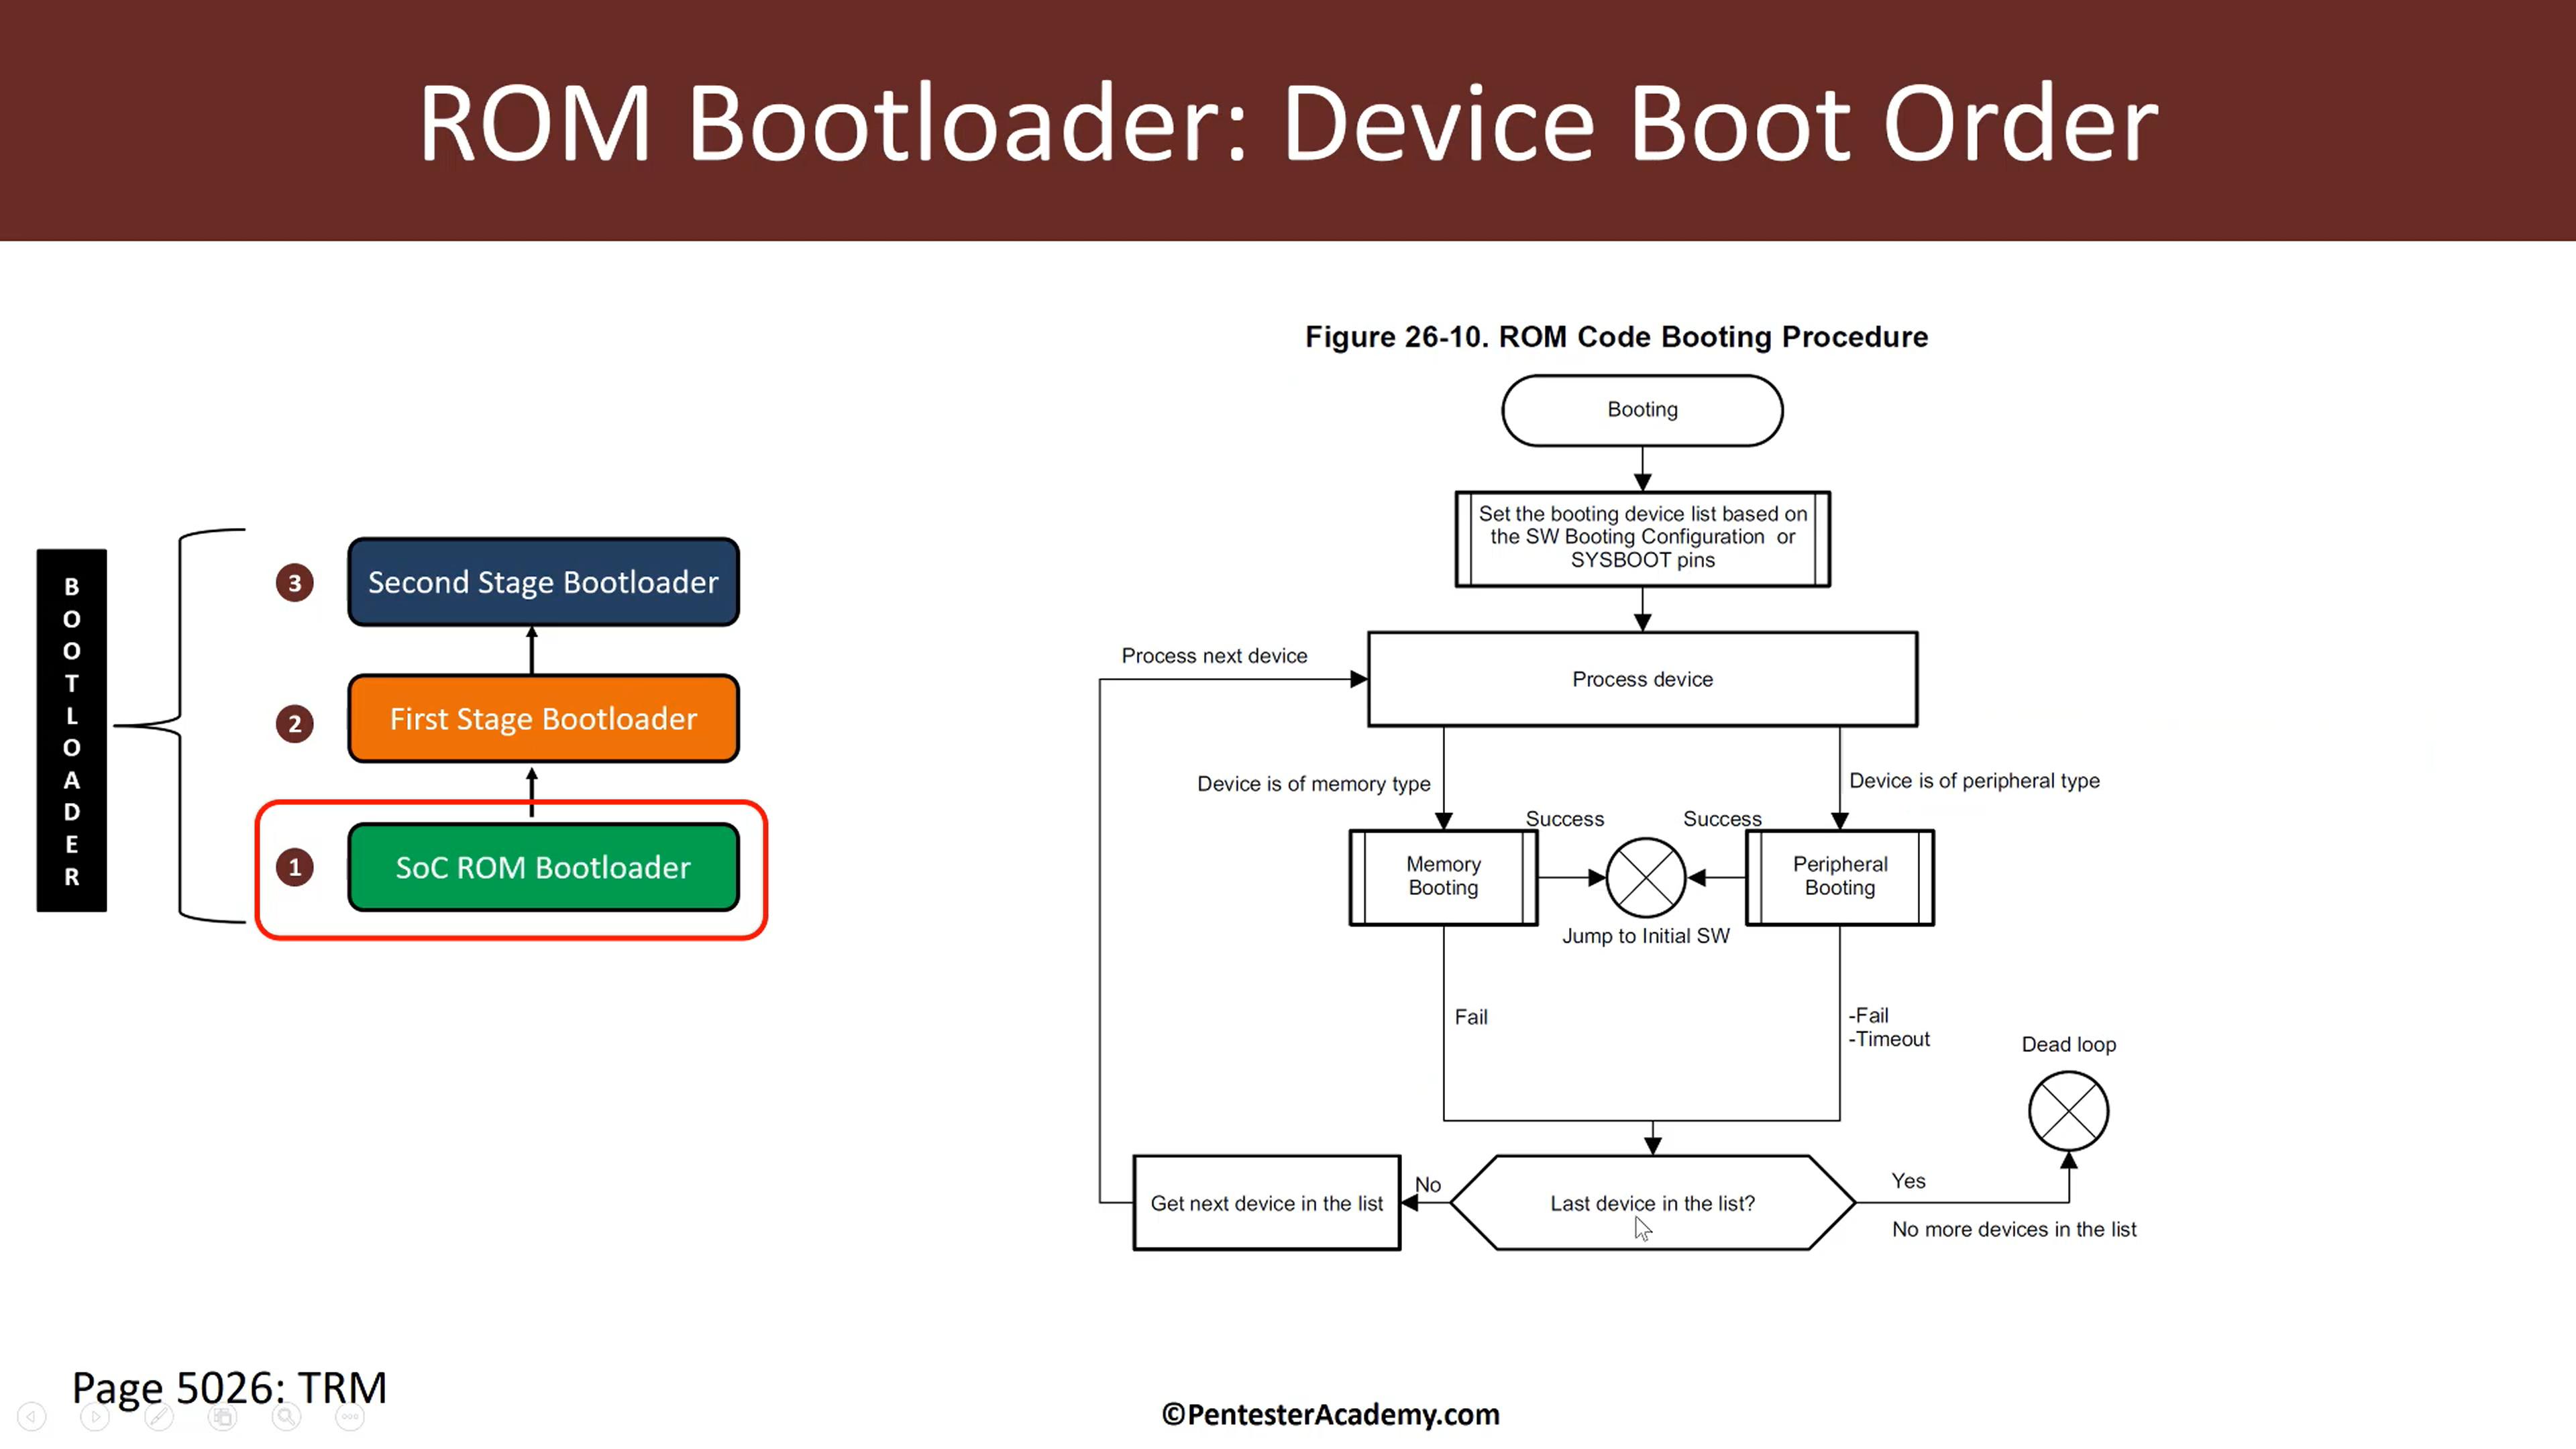 ROM Bootloader: Device Boot Order
BOOTLOADER
3
Second Stage Bootloader
2
First Stage Bootloader
1
SoC ROM Bootloader
Figure 26-10. ROM Code Booting Procedure
Booting
Set the booting device list based on
the SW Booting Configuration or
SYSBOOT pins
Process next device
Process device
Device is of memory type
Device is of peripheral type
Success
Success
Memory
Booting
Peripheral
Booting
Jump to Initial SW
Fail
-Fail
-Timeout
Dead loop
Get next device in the list
No
Last device in the list?
Yes
No more devices in the list
Page 5026: TRM
©PentesterAcademy.com